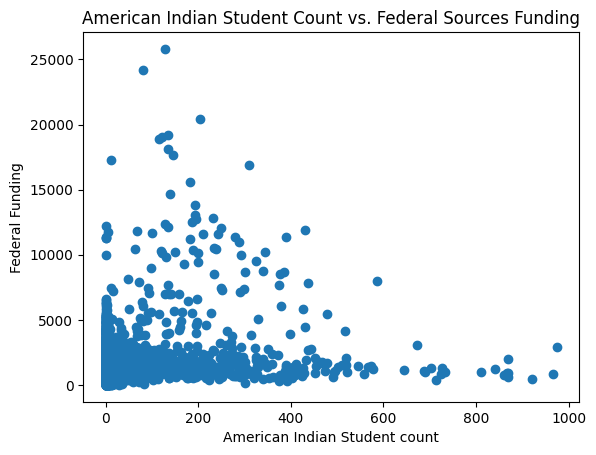 American Indian Student Count vs. Federal Sources Funding
25000
20000
15000
10000
5000
0
Federal Funding
0 200 400 600 800 1000
American Indian Student count